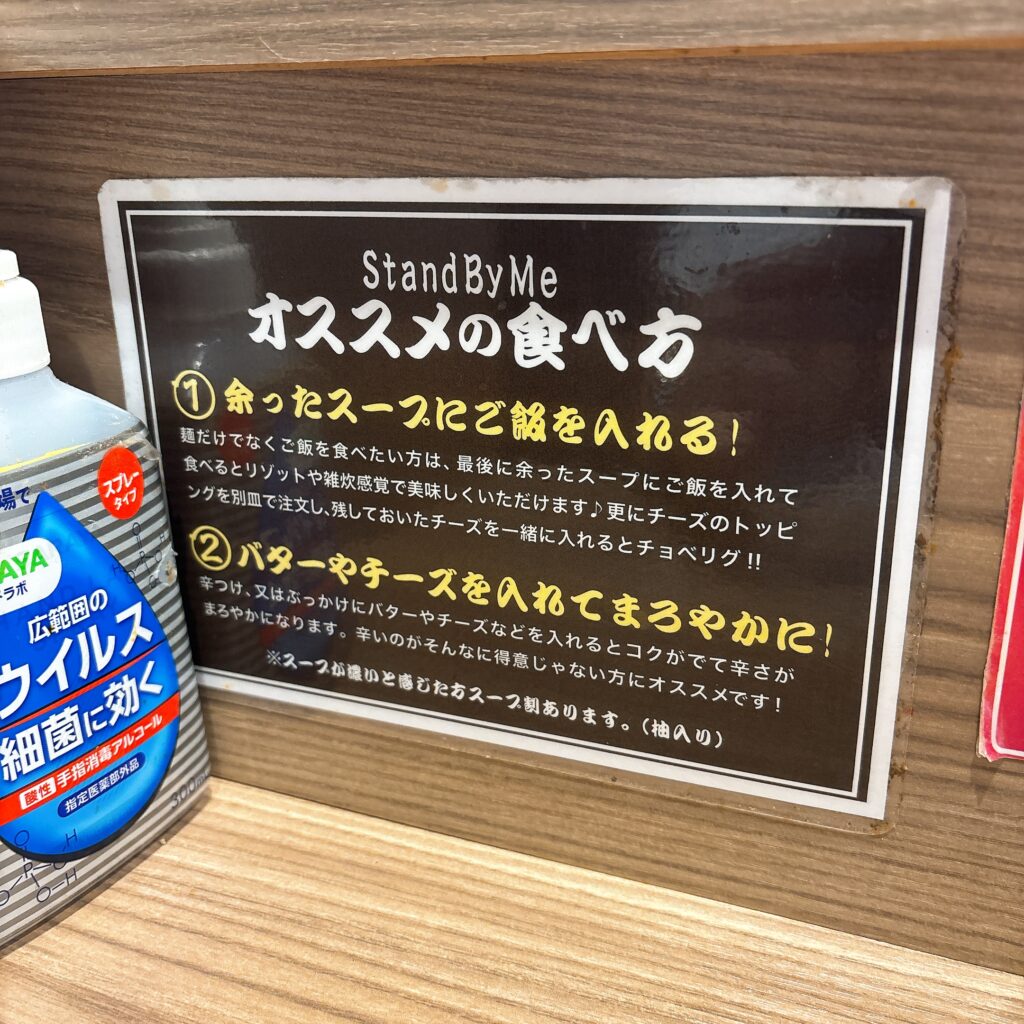 StandByMe
オススメの食べ方
① 余ったスープにご飯を入れる!
麺だけでなくご飯を食べたい方は、最後に余ったスープにご飯を入れて
食べるとリゾットや雑炊感覚で美味しくいただけます♪更にチーズのトッピ
ングを別皿で注文し、残しておいたチーズを一緒に入れるとチョベリグ!!
② バターやチーズを入れてまろやかに!
辛つけ、又はぶっかけにバターやチーズなどを入れるとコクがでて辛さが
まろやかになります。辛いのがそんなに得意じゃない方にオススメです!
※スープが濃いと感じた方スープ割あります。(柚入り)
場で
スプレー
タイプ
AYA
ラボ
広範囲の
ウイルス
細菌に効く
酸性 手指消毒アルコール
指定医薬部外品
300ml